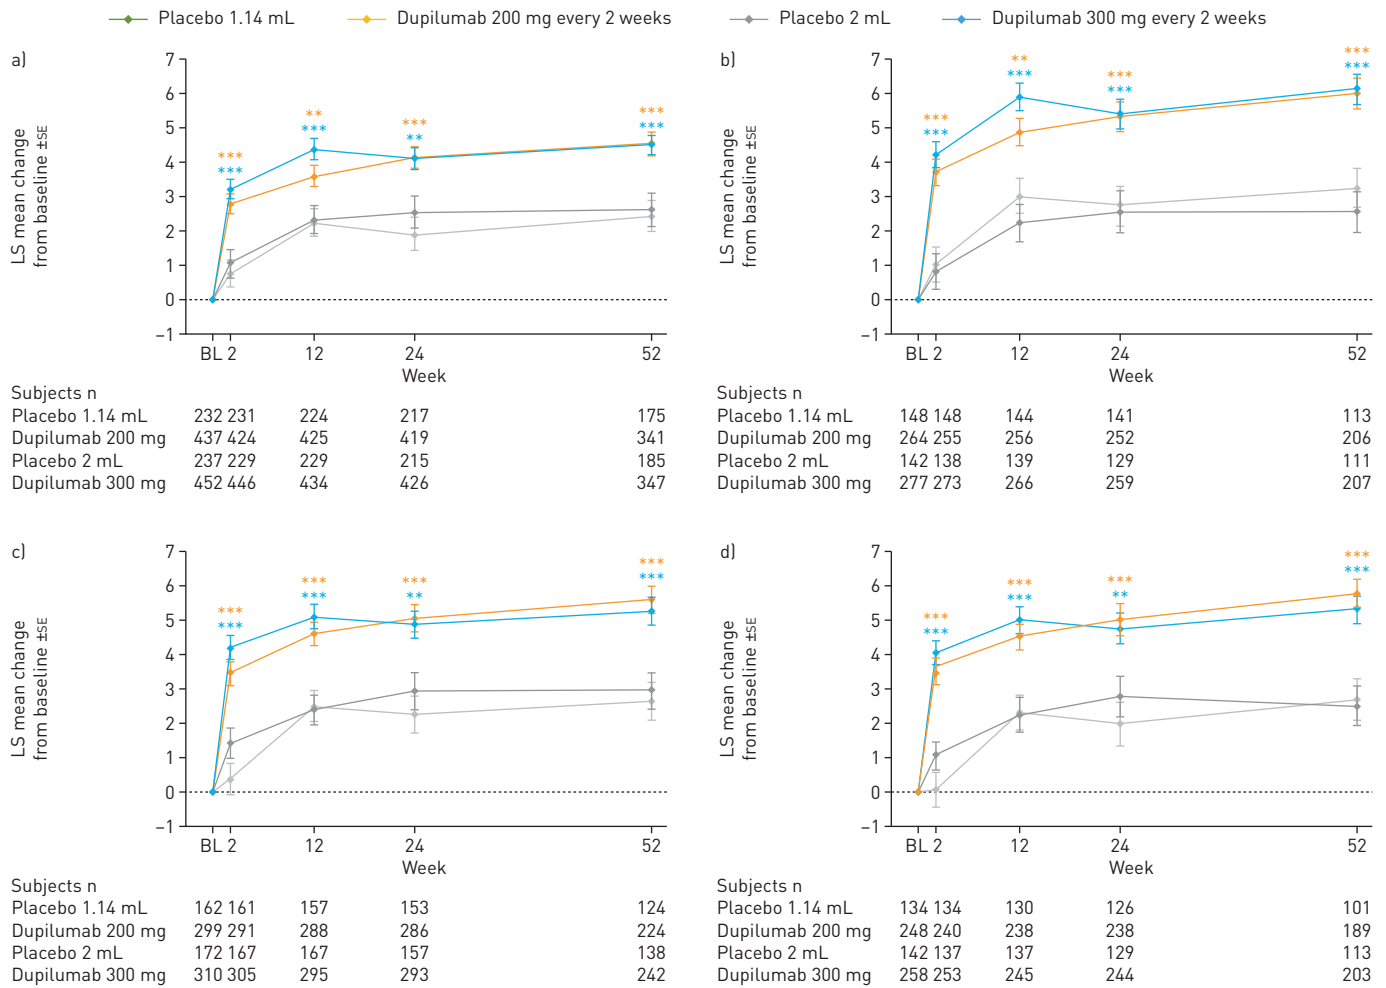 Placebo 1.14 mL Dupilumab 200 mg every 2 weeks Placebo 2 mL Dupilumab 300 mg every 2 weeks
a)
LS mean change
from baseline ±SE
7
6
5
4
3
2
1
0
−1
***
***
**
***
***
**
***
***
BL 2 12 24 52
Week
Subjects n
Placebo 1.14 mL 232 231 224 217 175
Dupilumab 200 mg 437 424 425 419 341
Placebo 2 mL 237 229 229 215 185
Dupilumab 300 mg 452 446 434 426 347
b)
LS mean change
from baseline ±SE
7
6
5
4
3
2
1
0
−1
***
***
**
***
***
***
***
***
BL 2 12 24 52
Week
Subjects n
Placebo 1.14 mL 148 148 144 141 113
Dupilumab 200 mg 264 255 256 252 206
Placebo 2 mL 142 138 139 129 111
Dupilumab 300 mg 277 273 266 259 207
c)
LS mean change
from baseline ±SE
7
6
5
4
3
2
1
0
−1
***
***
***
***
***
**
***
***
BL 2 12 24 52
Week
Subjects n
Placebo 1.14 mL 162 161 157 153 124
Dupilumab 200 mg 299 291 288 286 224
Placebo 2 mL 172 167 167 157 138
Dupilumab 300 mg 310 305 295 293 242
d)
LS mean change
from baseline ±SE
7
6
5
4
3
2
1
0
−1
***
***
***
***
***
**
***
***
BL 2 12 24 52
Week
Subjects n
Placebo 1.14 mL 134 134 130 126 101
Dupilumab 200 mg 248 240 238 238 189
Placebo 2 mL 142 137 137 129 113
Dupilumab 300 mg 258 253 245 244 203